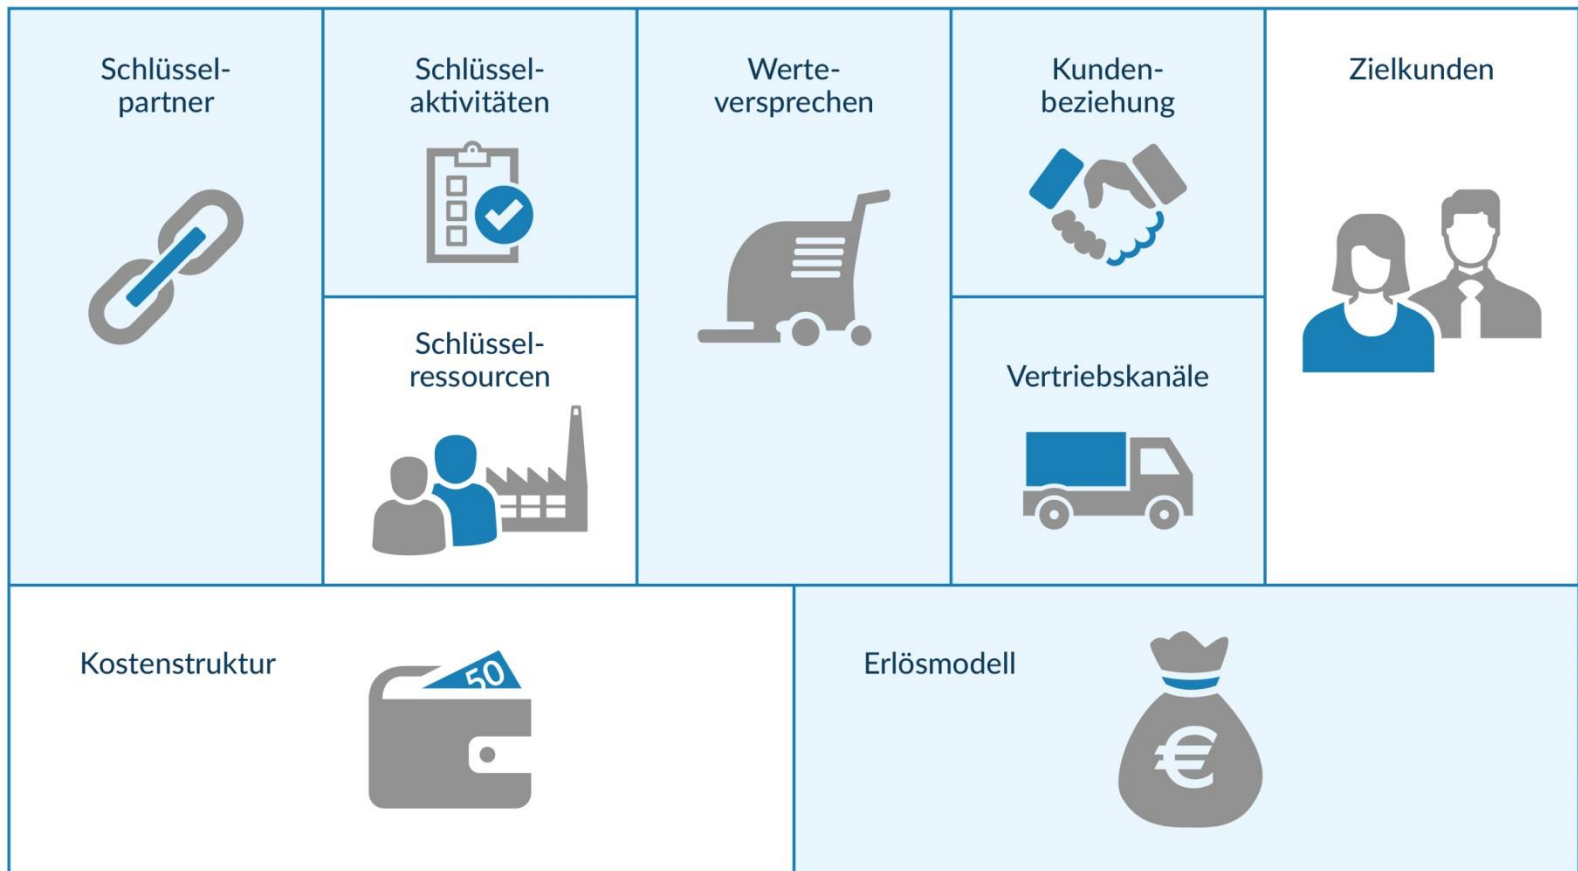 Schlüssel-
partner
Schlüssel-
aktivitäten
Schlüssel-
ressourcen
Werte-
versprechen
Kunden-
beziehung
Vertriebskanäle
Zielkunden
Kostenstruktur
50
Erlösmodell
€